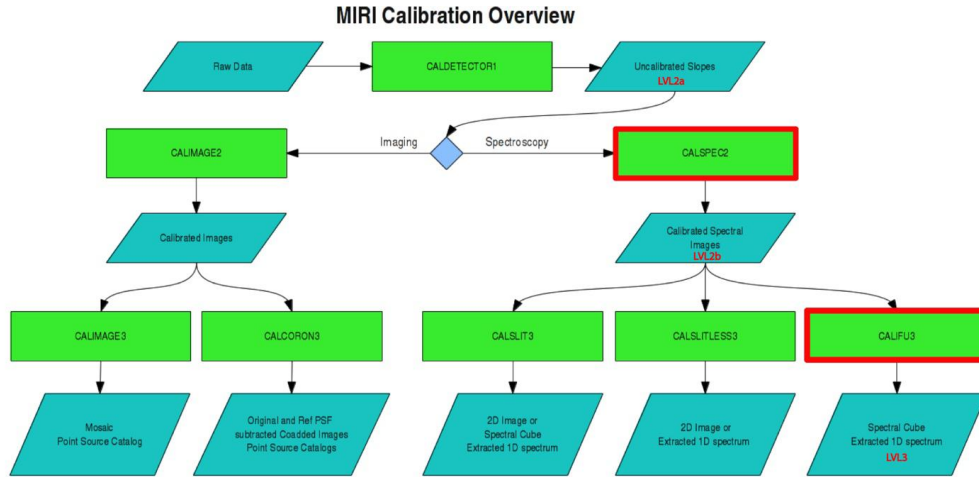 MIRI Calibration Overview
Raw Data
CALDETECTOR1
Uncalibrated Slopes
LVL2a
Imaging
Spectroscopy
CALIMAGE2
CALSPEC2
Calibrated Images
Calibrated Spectral
Images
LVL2b
CALIMAGE3
CALCORON3
CALSLIT3
CALSLITLESS3
CALIFU3
Mosaic
Point Source Catalog
Original and Ref PSF
subtracted Coadded Images
Point Source Catalogs
2D Image or
Spectral Cube
Extracted 1D spectrum
2D Image or
Extracted 1D spectrum
Spectral Cube
Extracted 1D spectrum
LVL3